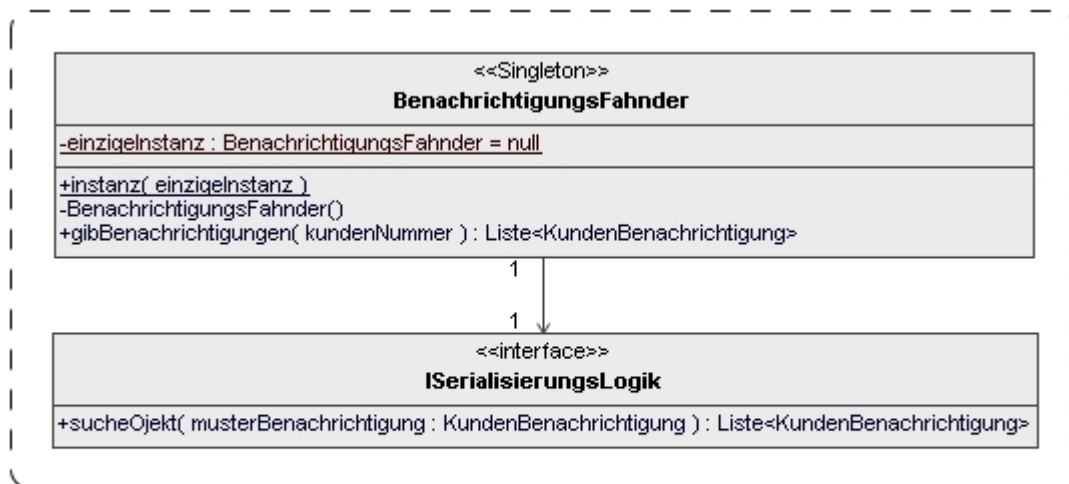 <<Singleton>>
BenachrichtigungsFahnder
-einzigeInstanz : BenachrichtigungsFahnder = null
+instanz( einzigeInstanz )
-BenachrichtigungsFahnder()
+gibBenachrichtigungen( kundenNummer ) : Liste<KundenBenachrichtigung>
1
1
<<interface>>
ISerialisierungsLogik
+sucheOjekt( musterBenachrichtigung : KundenBenachrichtigung ) : Liste<KundenBenachrichtigung>